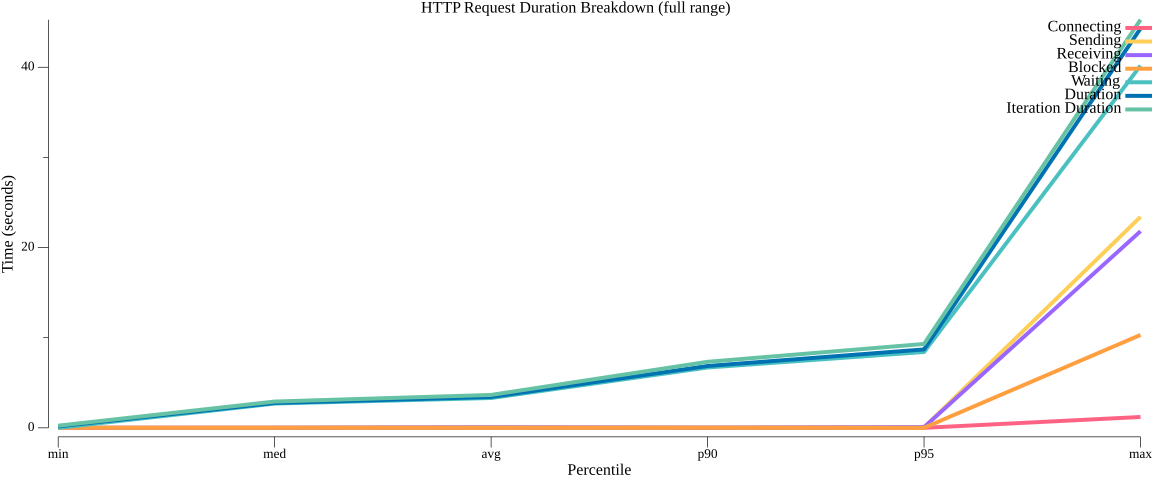 HTTP Request Duration Breakdown (full range)
Connecting
Sending
Receiving
Blocked
Waiting
Duration
Iteration Duration
40
20
0
Time (seconds)
min med avg p90 p95 max
Percentile